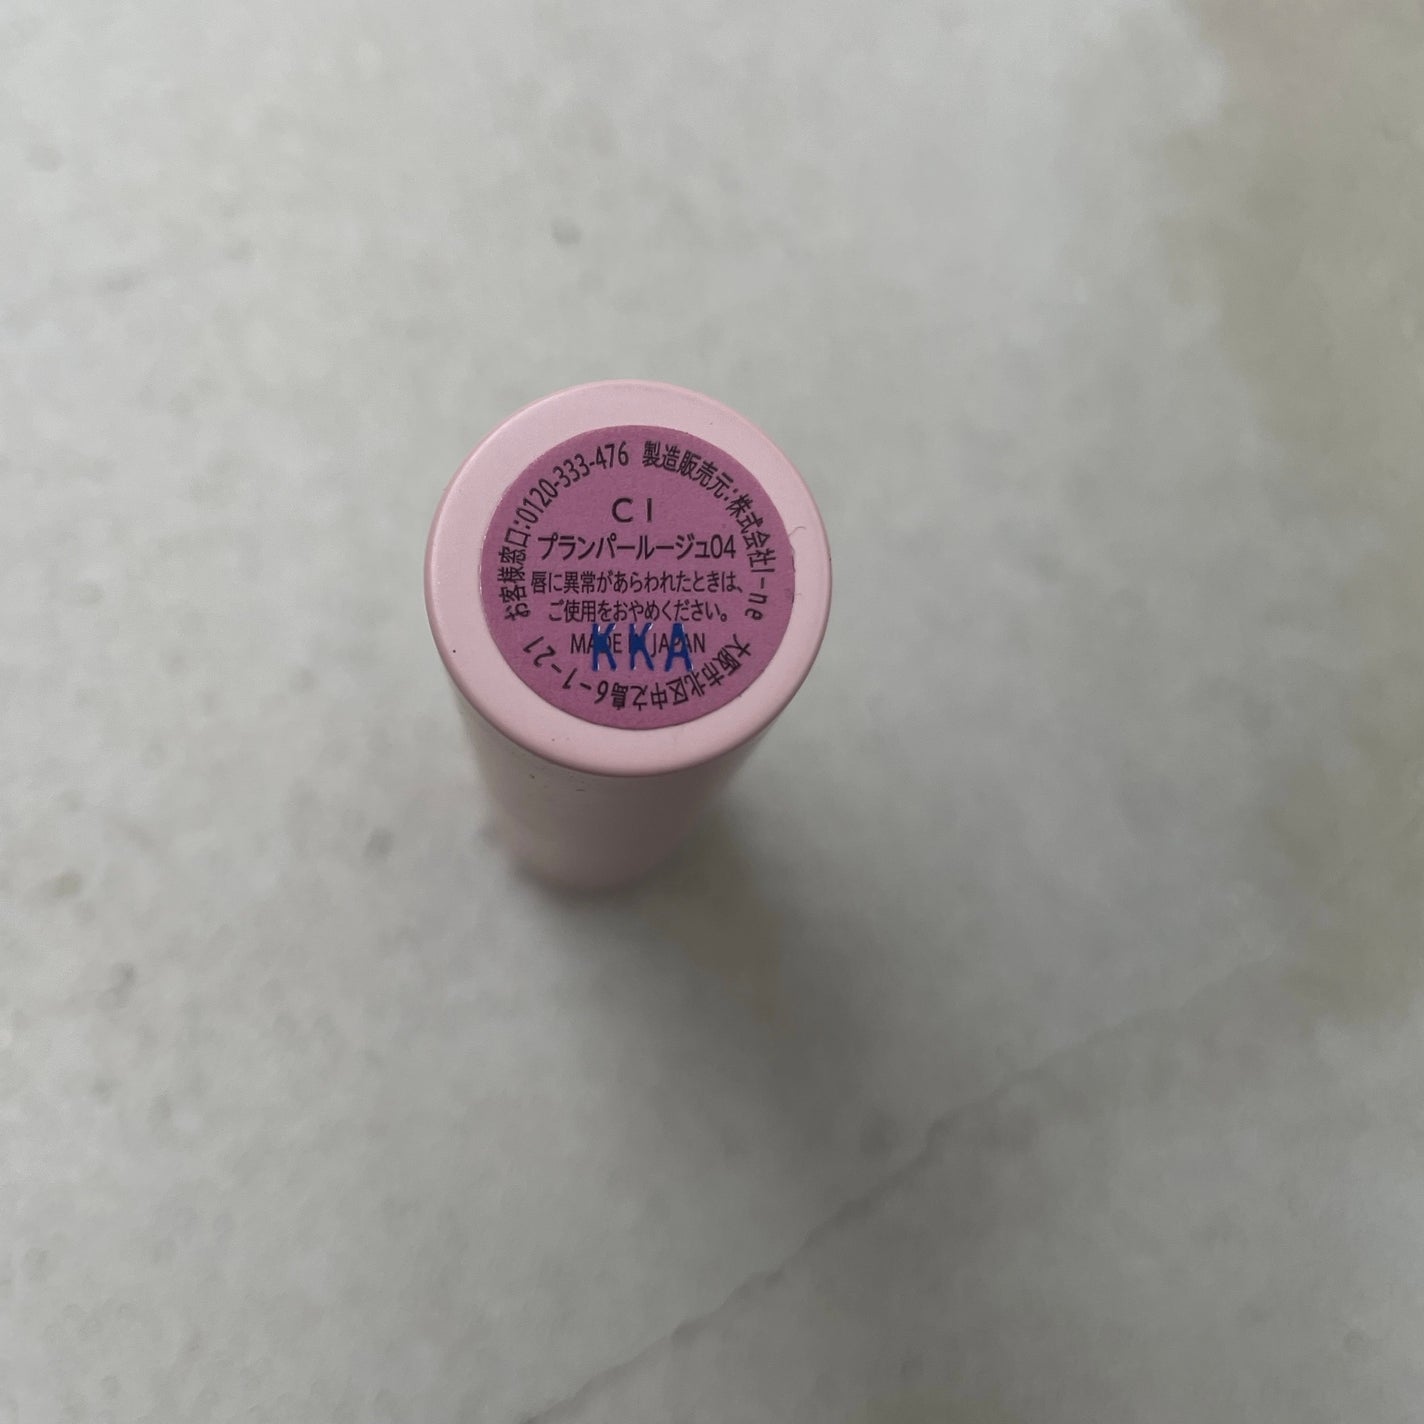 お客様窓口:0120-333-476 製造販売元:株式会社I-ne
大阪市北区中之島6-1-21
CI
プランパールージュ04
唇に異常があらわれたときは、
ご使用をおやめください。
MADE IN JAPAN
KKA